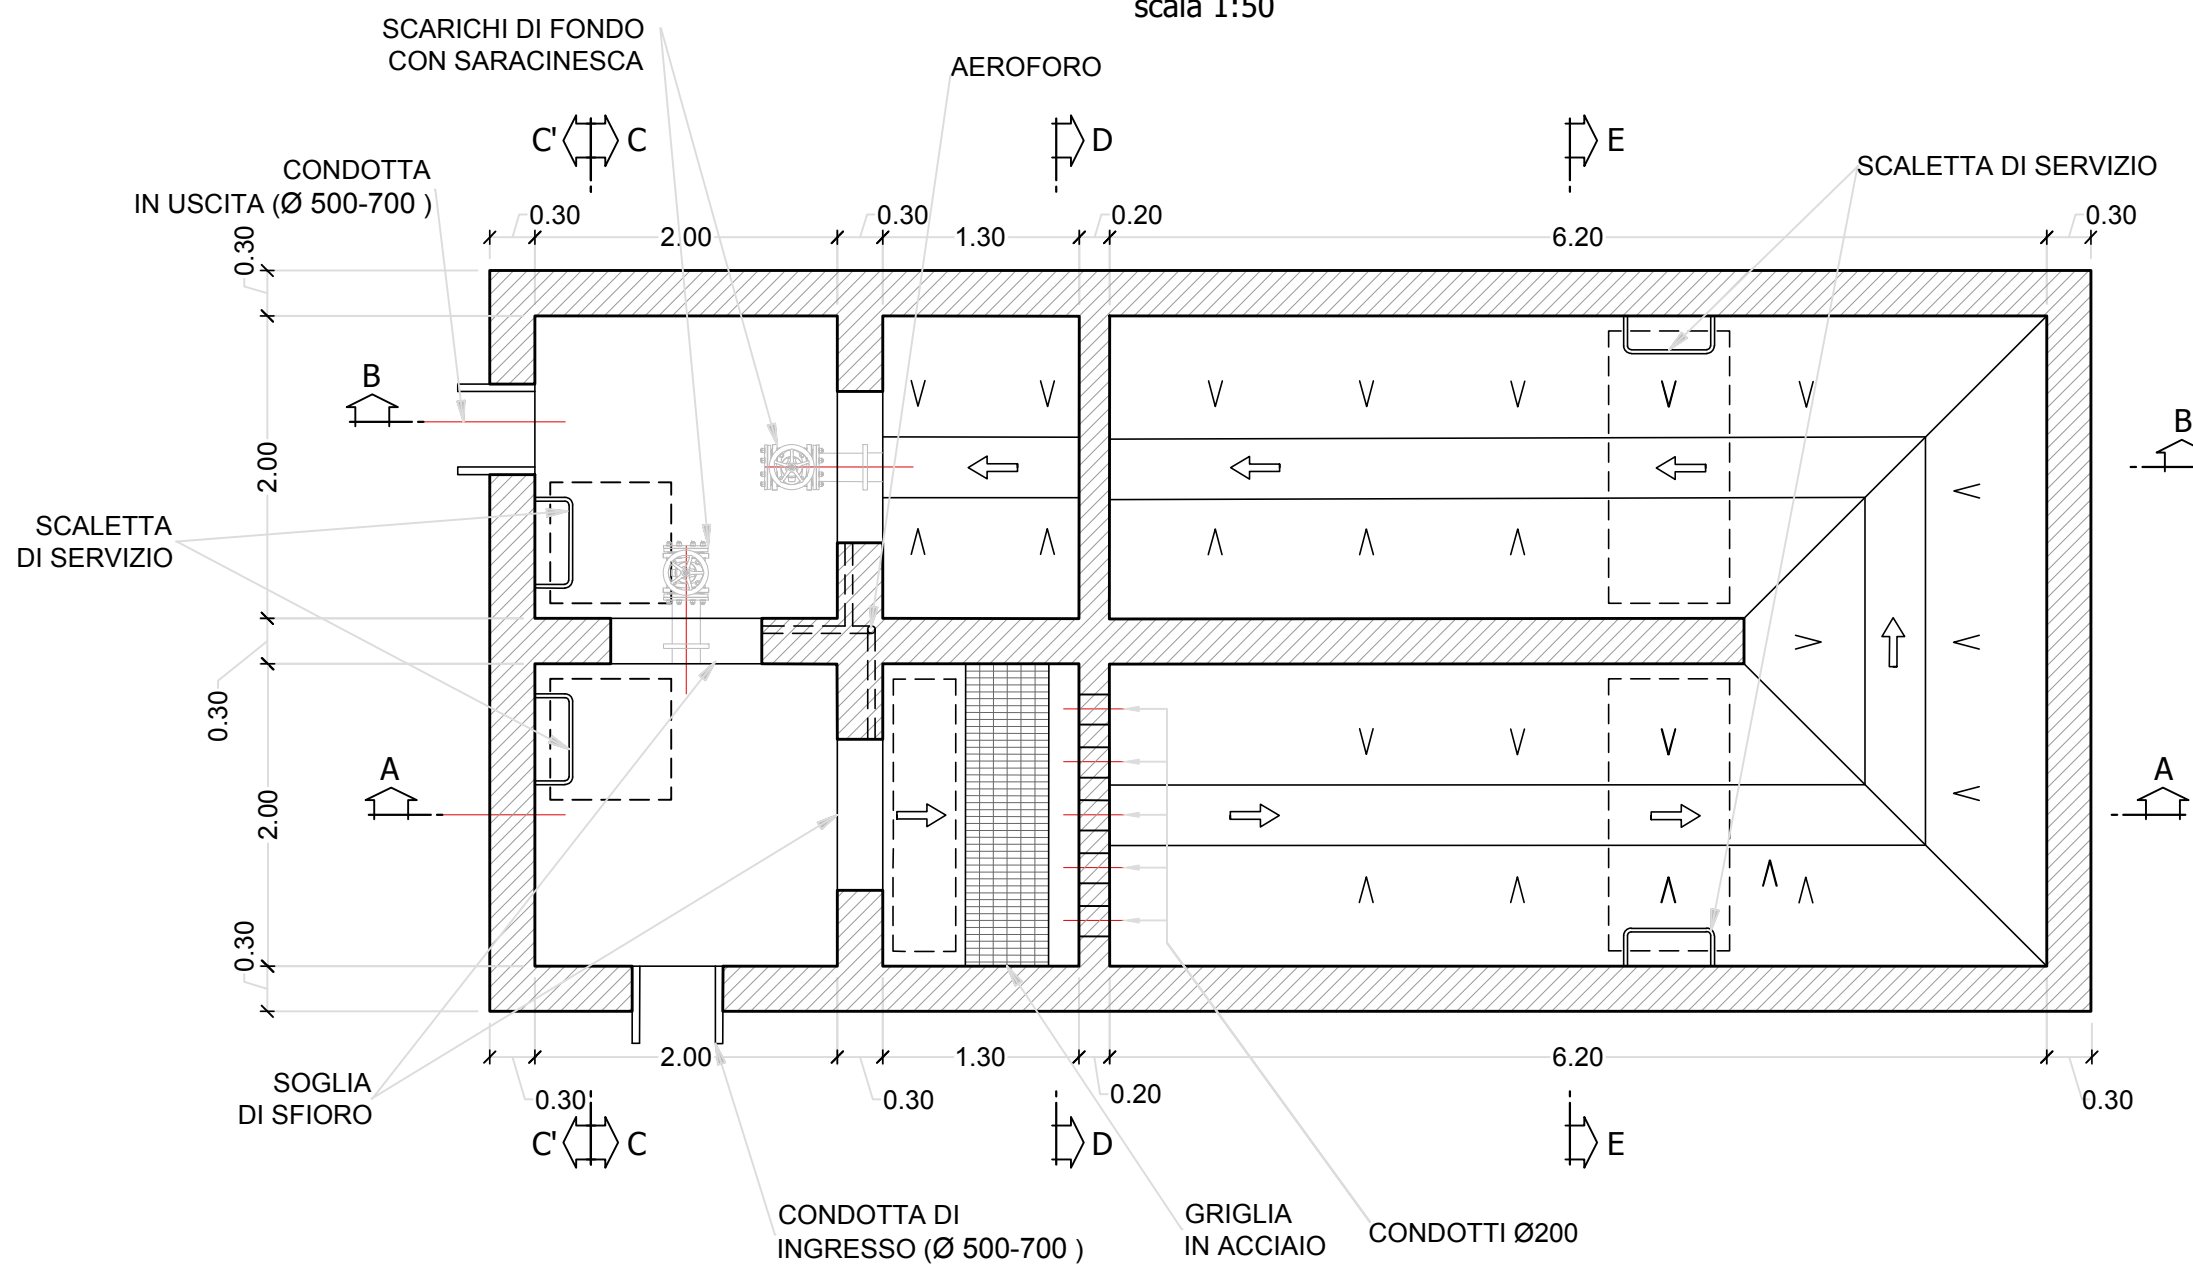 scala 1:50
SCARICHI DI FONDO
CON SARACINESCA
AEROFORO
C'
C
D
E
CONDOTTA
IN USCITA (Ø 500-700 )
SCALETTA DI SERVIZIO
0.30
0.30
0.20
0.30
2.00
1.30
6.20
0.30
B
B
2.00
SCALETTA
DI SERVIZIO
0.30
A
A
2.00
0.30
2.00
1.30
6.20
SOGLIA
DI SFIORO
0.30
0.30
0.20
0.30
C'
C
D
E
CONDOTTA DI
INGRESSO (Ø 500-700 )
GRIGLIA
IN ACCIAIO
CONDOTTI Ø200